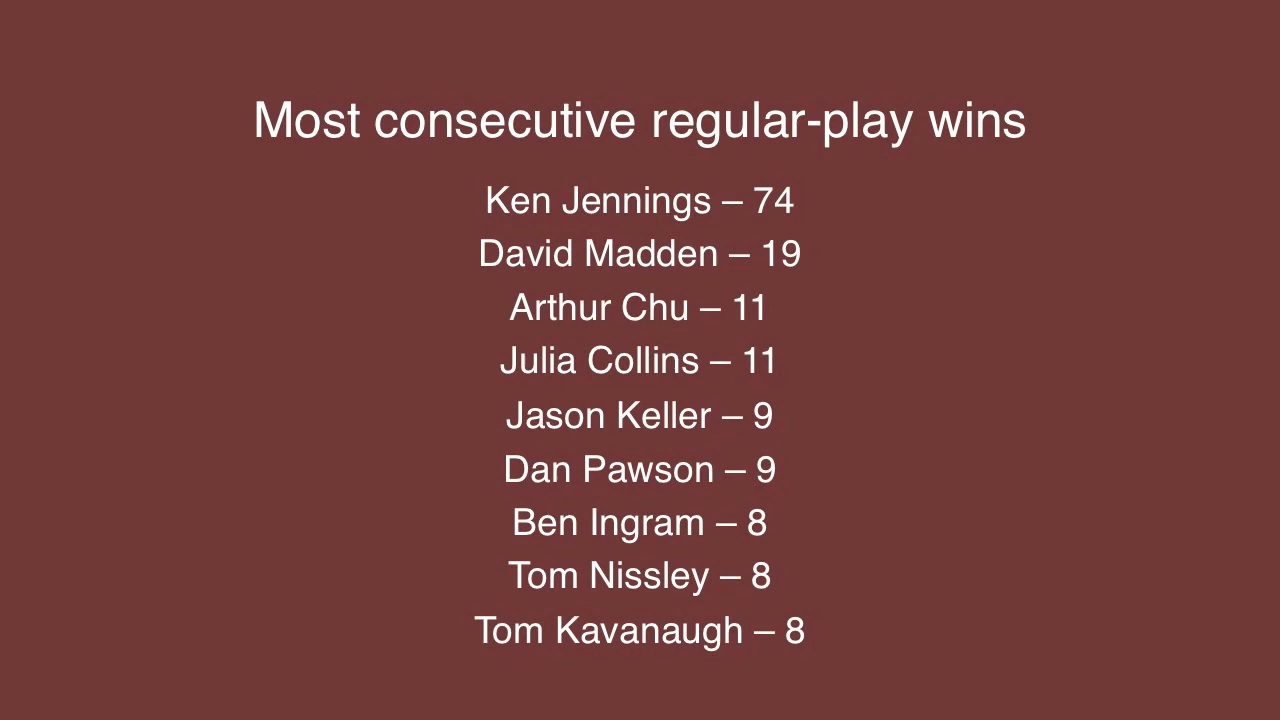 Most consecutive regular-play wins
Ken Jennings – 74
David Madden – 19
Arthur Chu – 11
Julia Collins – 11
Jason Keller – 9
Dan Pawson – 9
Ben Ingram – 8
Tom Nissley – 8
Tom Kavanaugh – 8